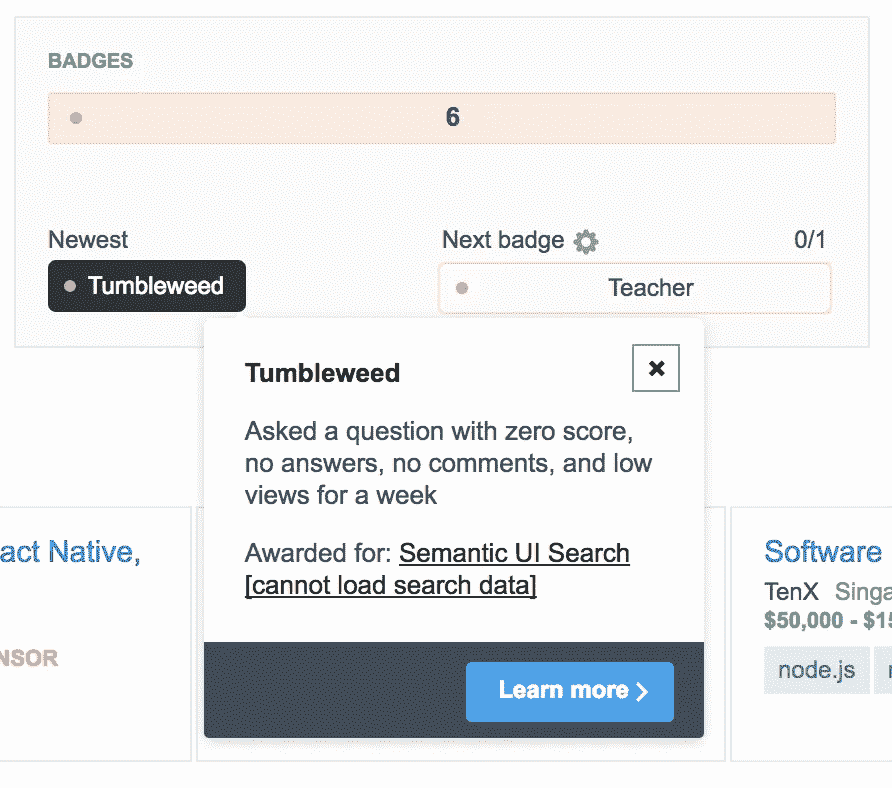 BADGES
6
Newest
Next badge
0/1
Tumbleweed
Teacher
Tumbleweed
Asked a question with zero score,
no answers, no comments, and low
views for a week
Awarded for: Semantic UI Search
[cannot load search data]
Learn more
act Native,
NSOR
Software
TenX Singa
$50,000 - $15
node.js